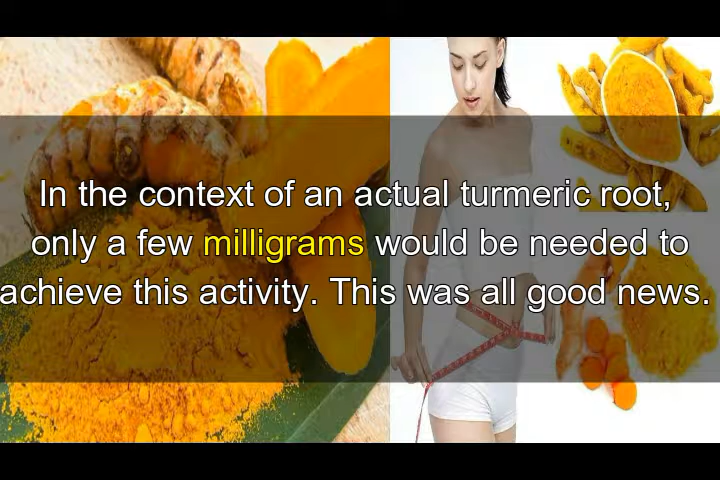 In the context of an actual turmeric root,
only a few milligrams would be needed to
achieve this activity. This was all good news.